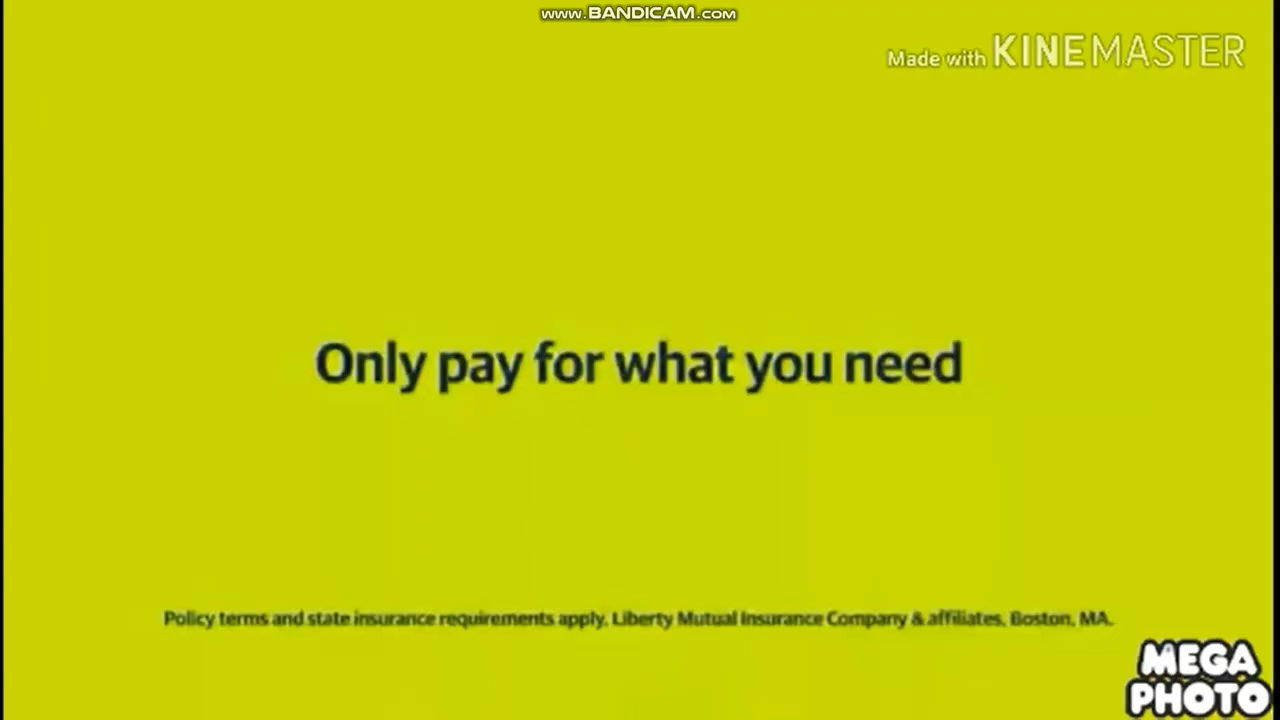 www.BANDICAM.com
Made with KINEMASTER
Only pay for what you need
Policy terms and state insurance requirements apply. Liberty Mutual Insurance Company & affiliates, Boston, MA.
MEGA
PHOTO